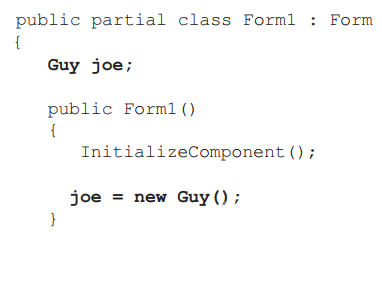 public partial class Form1 : Form
{
Guy joe;
public Form1()
{
InitializeComponent();
joe = new Guy();
}